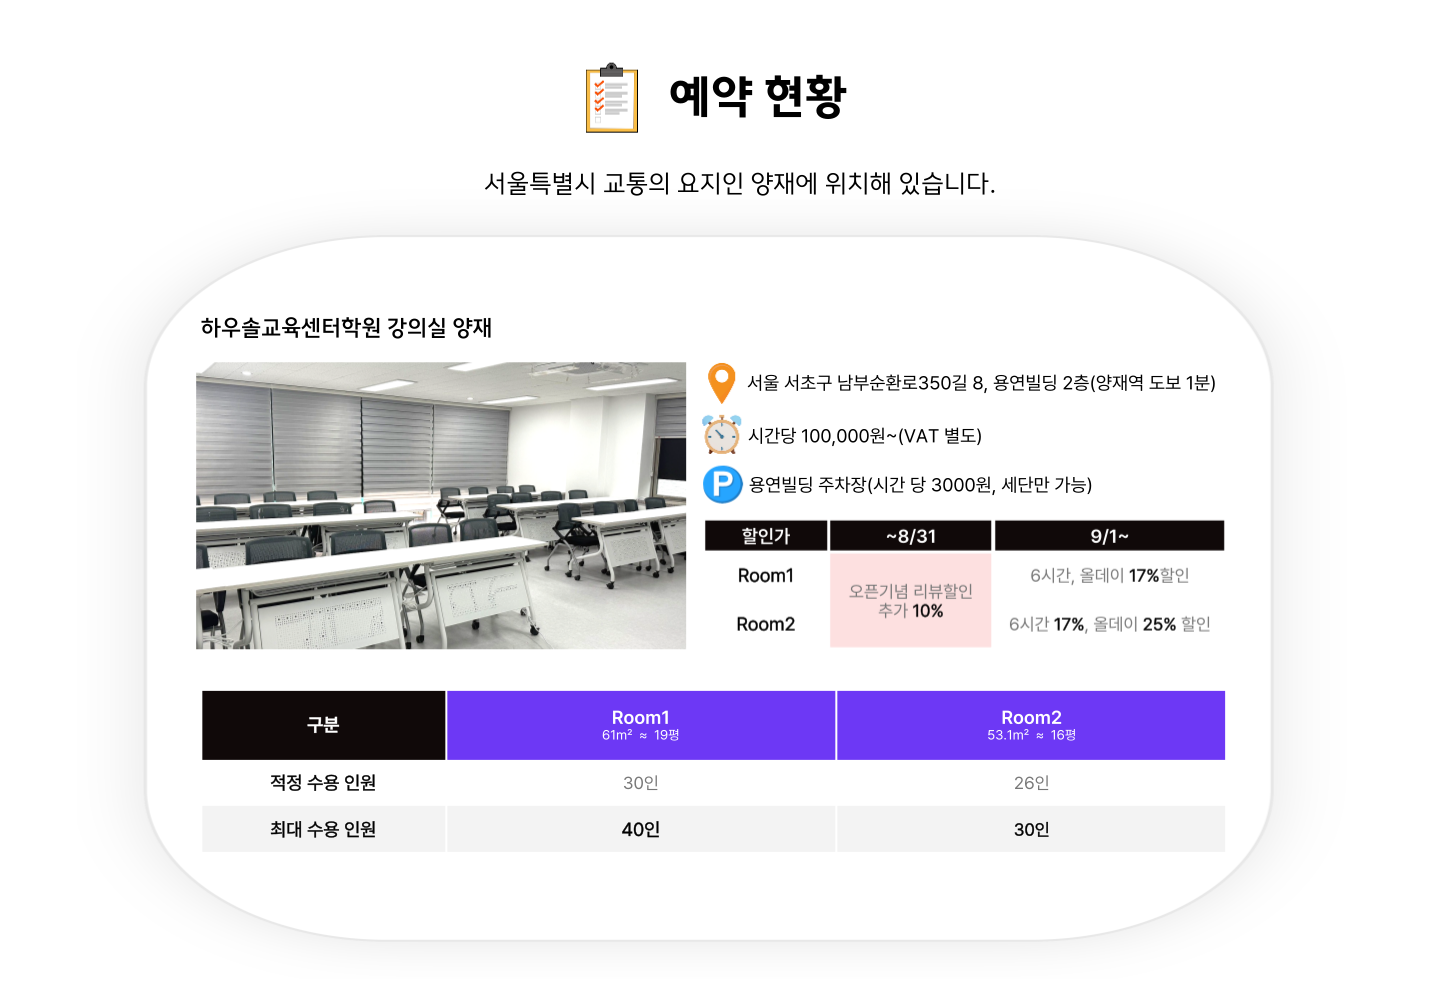 예약 현황
서울특별시 교통의 요지인 양재에 위치해 있습니다.
하우솔교육센터학원 강의실 양재
서울 서초구 남부순환로350길 8, 용연빌딩 2층(양재역 도보 1분)
시간당 100,000원~(VAT 별도)
P 용연빌딩 주차장(시간 당 3000원, 세단만 가능)
할인가 ~8/31 9/1~
Room1 6시간, 올데이 17%할인
오픈기념 리뷰할인
추가 10%
Room2 6시간 17%, 올데이 25% 할인
구분 Room1 Room2
61m² ≈ 19평 53.1m² ≈ 16평
적정 수용 인원 30인 26인
최대 수용 인원 40인 30인